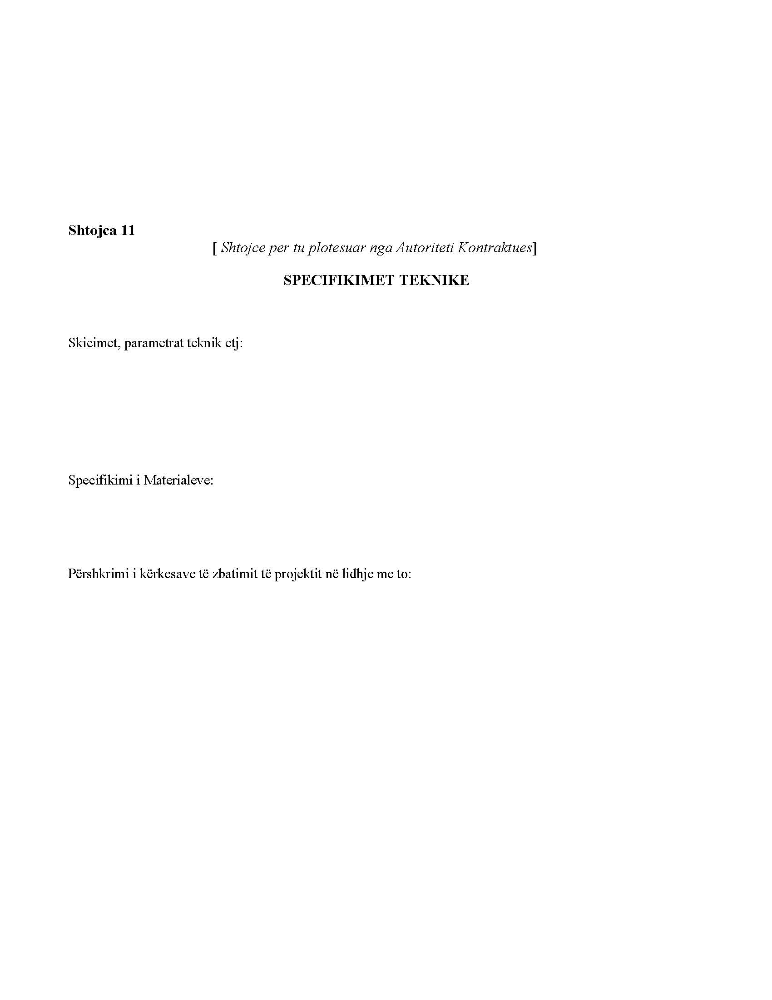 Shtojca 11
[ Shtojce per tu plotesuar nga Autoriteti Kontraktues]
SPECIFIKIMET TEKNIKE
Skicimet, parametrat teknik etj:
Specifikimi i Materialeve:
Përshkrimi i kërkesave të zbatimit të projektit në lidhje me to: